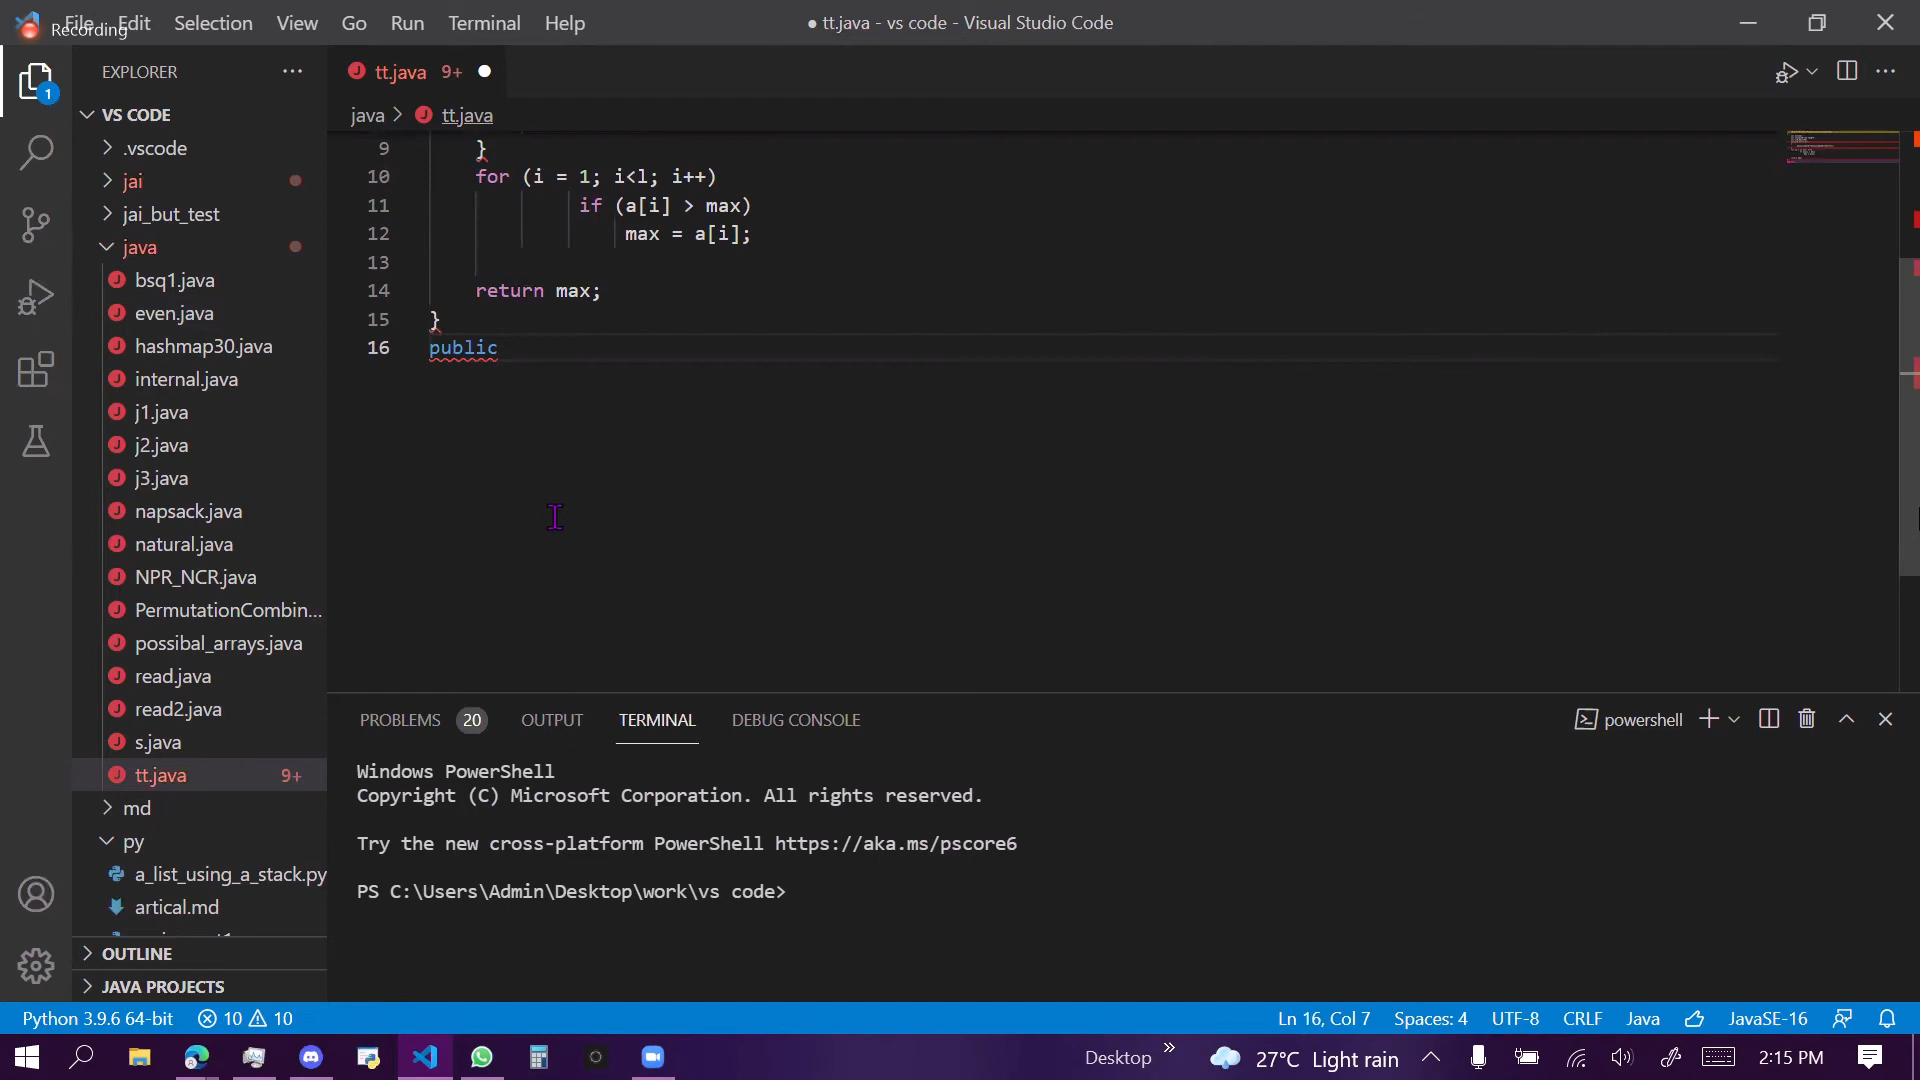 Recording
File Edit Selection View Go Run Terminal Help
● tt.java - vs code - Visual Studio Code
EXPLORER
tt.java 9+
1
VS CODE
java > tt.java
.vscode
jai
jai_but_test
java
bsq1.java
even.java
hashmap30.java
internal.java
j1.java
j2.java
j3.java
napsack.java
natural.java
NPR_NCR.java
PermutationCombin...
possibal_arrays.java
read.java
read2.java
s.java
tt.java 9+
md
py
a_list_using_a_stack.py
artical.md
OUTLINE
JAVA PROJECTS
9 }
10 for (i = 1; i<l; i++)
11 if (a[i] > max)
12 max = a[i];
13
14 return max;
15 }
16 public
PROBLEMS 20 OUTPUT TERMINAL DEBUG CONSOLE
powershell
Windows PowerShell
Copyright (C) Microsoft Corporation. All rights reserved.
Try the new cross-platform PowerShell https://aka.ms/pscore6
PS C:\Users\Admin\Desktop\work\vs code>
Python 3.9.6 64-bit 10 10 Ln 16, Col 7 Spaces: 4 UTF-8 CRLF Java JavaSE-16
Desktop » 27°C Light rain 2:15 PM